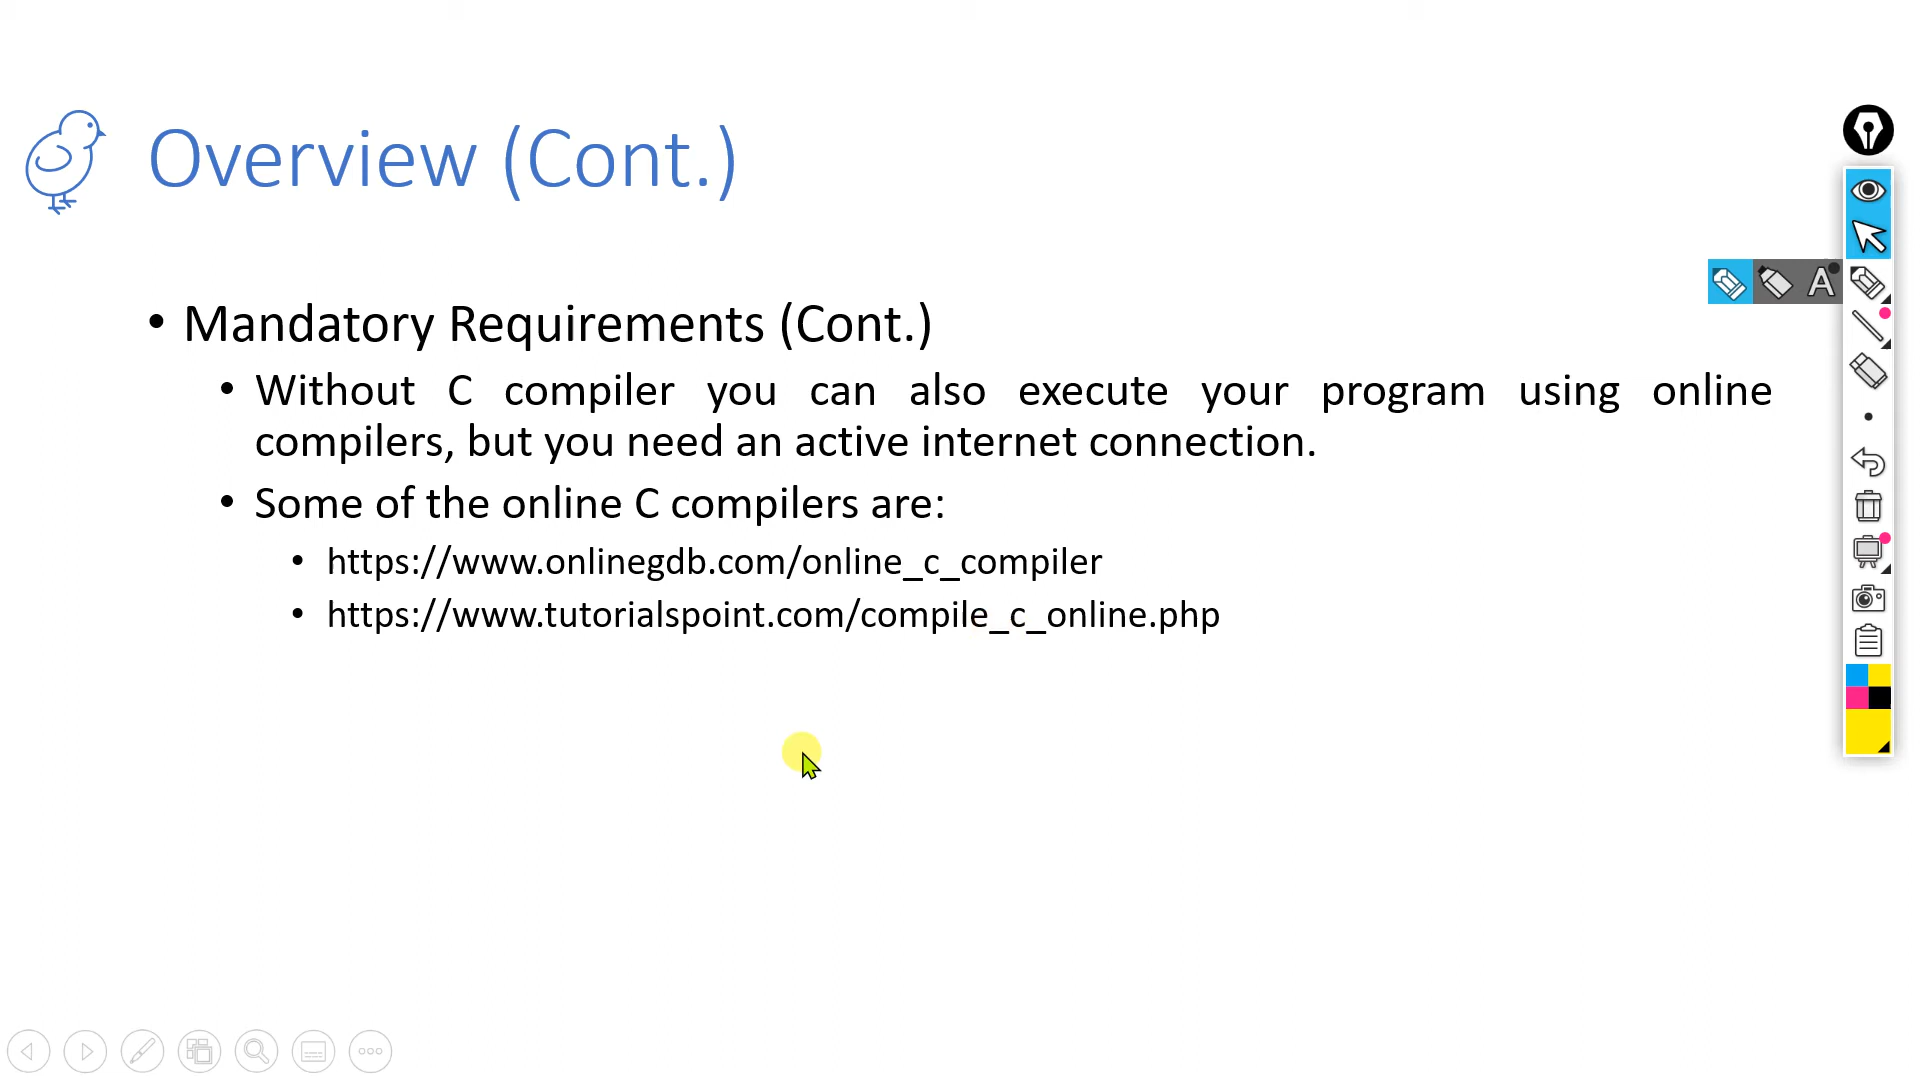 Overview (Cont.)
• Mandatory Requirements (Cont.)
• Without C compiler you can also execute your program using online
compilers, but you need an active internet connection.
• Some of the online C compilers are:
• https://www.onlinegdb.com/online_c_compiler
• https://www.tutorialspoint.com/compile_c_online.php
A